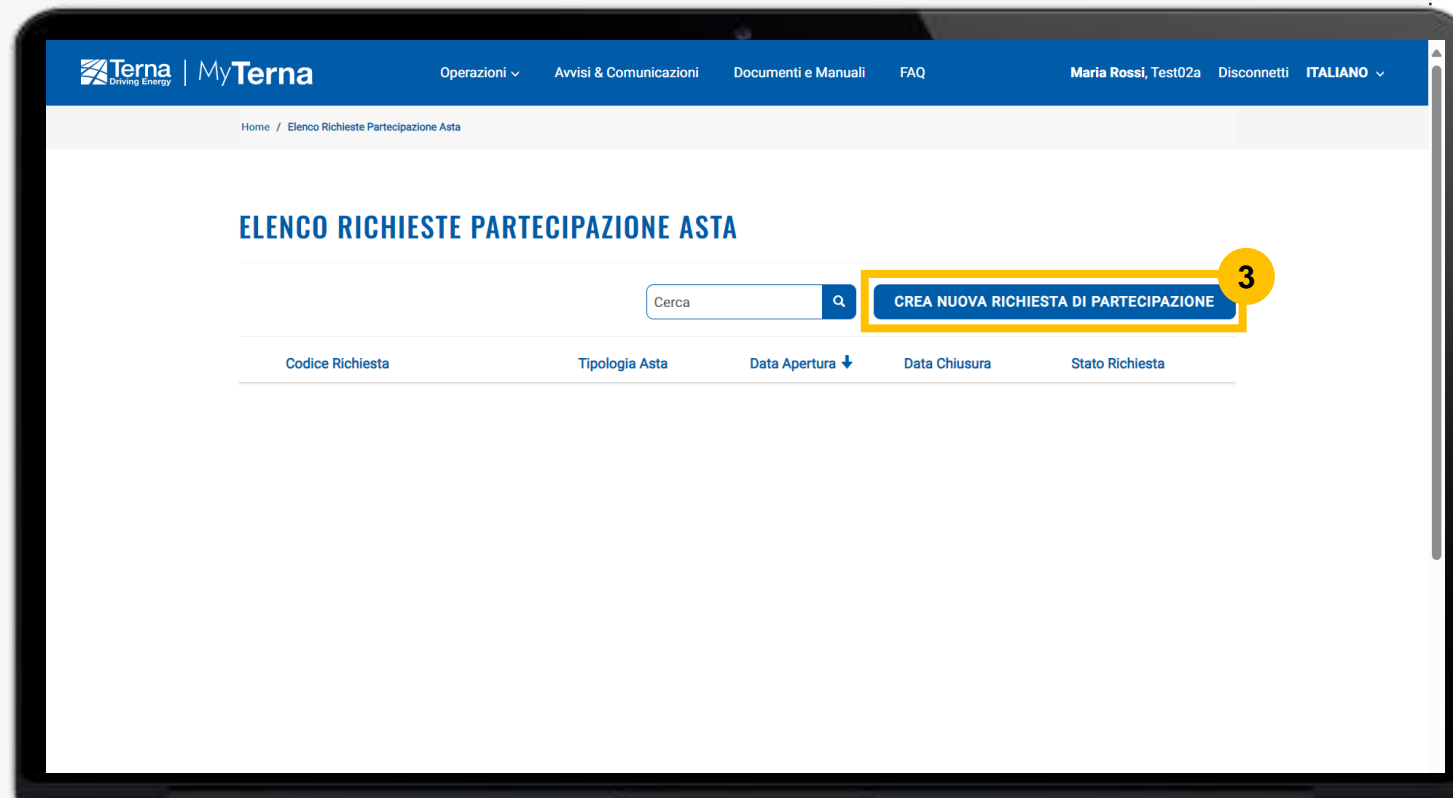 Terna
Driving Energy
MyTerna
Operazioni
Avvisi & Comunicazioni
Documenti e Manuali
FAQ
Maria Rossi, Test02a
Disconnetti
ITALIANO
Home / Elenco Richieste Partecipazione Asta
ELENCO RICHIESTE PARTECIPAZIONE ASTA
3
Cerca
CREA NUOVA RICHIESTA DI PARTECIPAZIONE
Codice Richiesta
Tipologia Asta
Data Apertura
Data Chiusura
Stato Richiesta